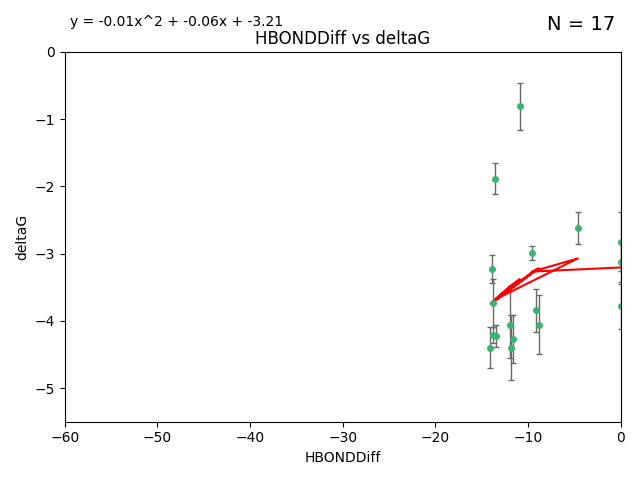 y = -0.01x^2 + -0.06x + -3.21
N = 17
HBONDDiff vs deltaG
0
−1
−2
−3
−4
−5
deltaG
−60 −50 −40 −30 −20 −10 0
HBONDDiff